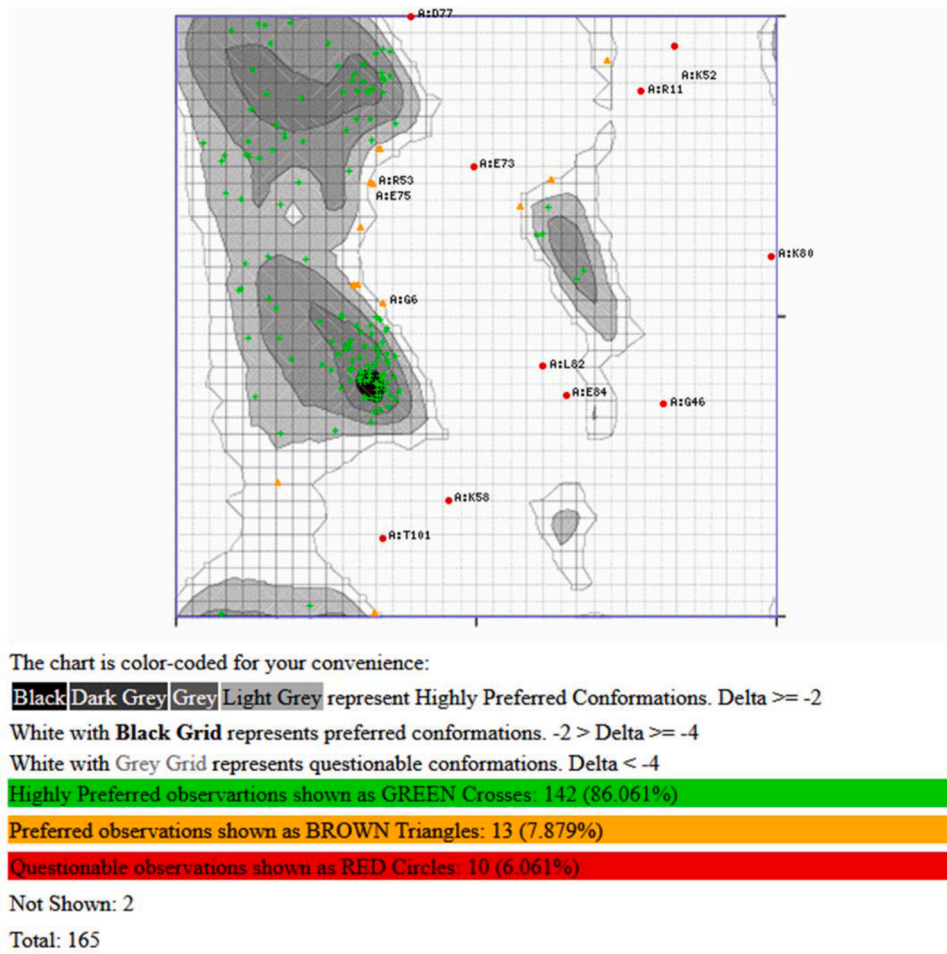 A:D77
A:K52
A:R11
A:E73
A:R53
A:E75
A:K80
A:G6
A:L82
A:E84
A:G46
A:K58
A:T101
The chart is color-coded for your convenience:
Black Dark Grey Grey Light Grey represent Highly Preferred Conformations. Delta >= -2
White with Black Grid represents preferred conformations. -2 > Delta >= -4
White with Grey Grid represents questionable conformations. Delta < -4
Highly Preferred observartions shown as GREEN Crosses: 142 (86.061%)
Preferred observations shown as BROWN Triangles: 13 (7.879%)
Questionable observations shown as RED Circles: 10 (6.061%)
Not Shown: 2
Total: 165